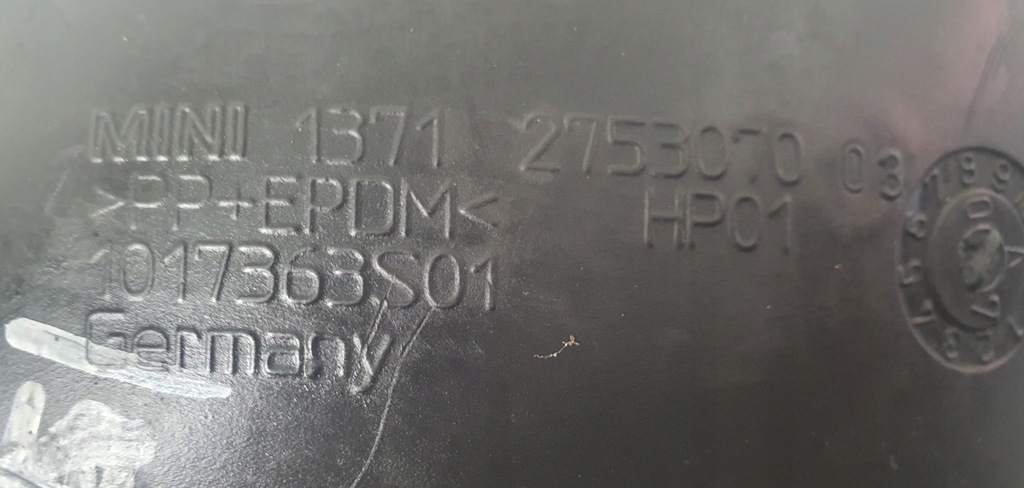 MINI 1371 2753070 03
>PP+EPDM< HP01
1017363S01
Germany